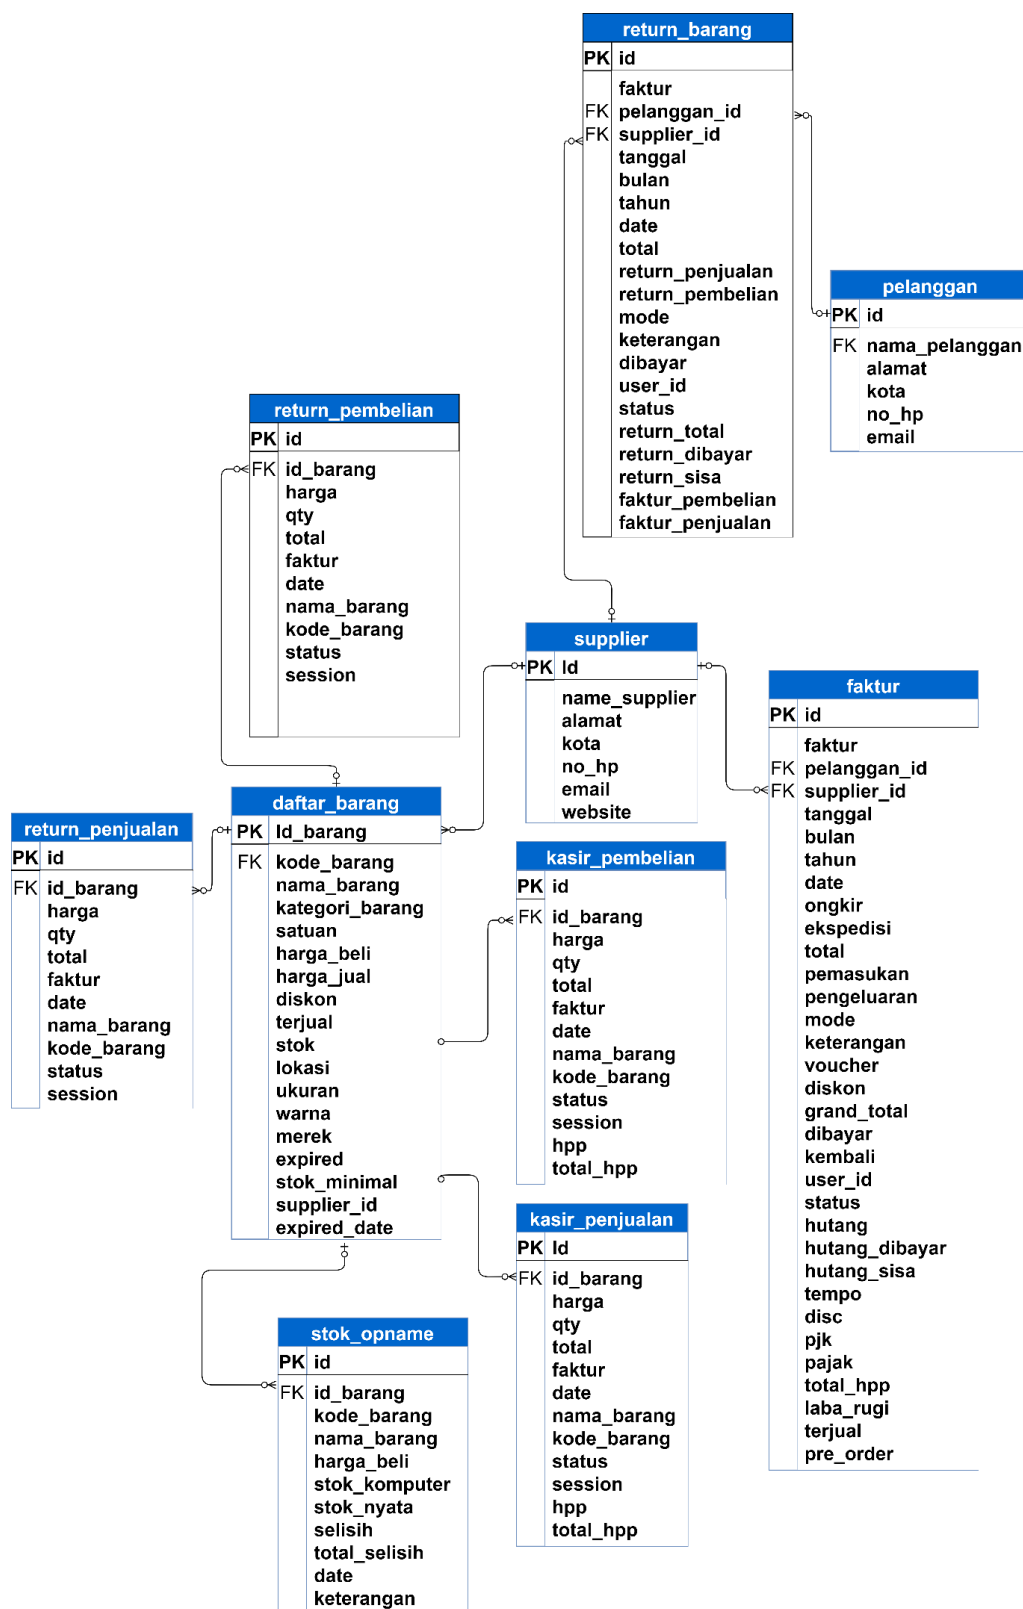 return_barang
PK id
faktur
FK pelanggan_id
FK supplier_id
tanggal
bulan
tahun
date
total
return_penjualan
return_pembelian
mode
keterangan
dibayar
user_id
status
return_total
return_dibayar
return_sisa
faktur_pembelian
faktur_penjualan
pelanggan
PK id
FK nama_pelanggan
alamat
kota
no_hp
email
return_pembelian
PK id
FK id_barang
harga
qty
total
faktur
date
nama_barang
kode_barang
status
session
supplier
PK Id
name_supplier
alamat
kota
no_hp
email
website
faktur
PK id
faktur
FK pelanggan_id
FK supplier_id
tanggal
bulan
tahun
date
ongkir
ekspedisi
total
pemasukan
pengeluaran
mode
keterangan
voucher
diskon
grand_total
dibayar
kembali
user_id
status
hutang
hutang_dibayar
hutang_sisa
tempo
disc
pjk
pajak
total_hpp
laba_rugi
terjual
pre_order
return_penjualan
PK id
FK id_barang
harga
qty
total
faktur
date
nama_barang
kode_barang
status
session
daftar_barang
PK Id_barang
FK kode_barang
nama_barang
kategori_barang
satuan
harga_beli
harga_jual
diskon
terjual
stok
lokasi
ukuran
warna
merek
expired
stok_minimal
supplier_id
expired_date
kasir_pembelian
PK id
FK id_barang
harga
qty
total
faktur
date
nama_barang
kode_barang
status
session
hpp
total_hpp
kasir_penjualan
PK Id
FK id_barang
harga
qty
total
faktur
date
nama_barang
kode_barang
status
session
hpp
total_hpp
stok_opname
PK id
FK id_barang
kode_barang
nama_barang
harga_beli
stok_komputer
stok_nyata
selisih
total_selisih
date
keterangan